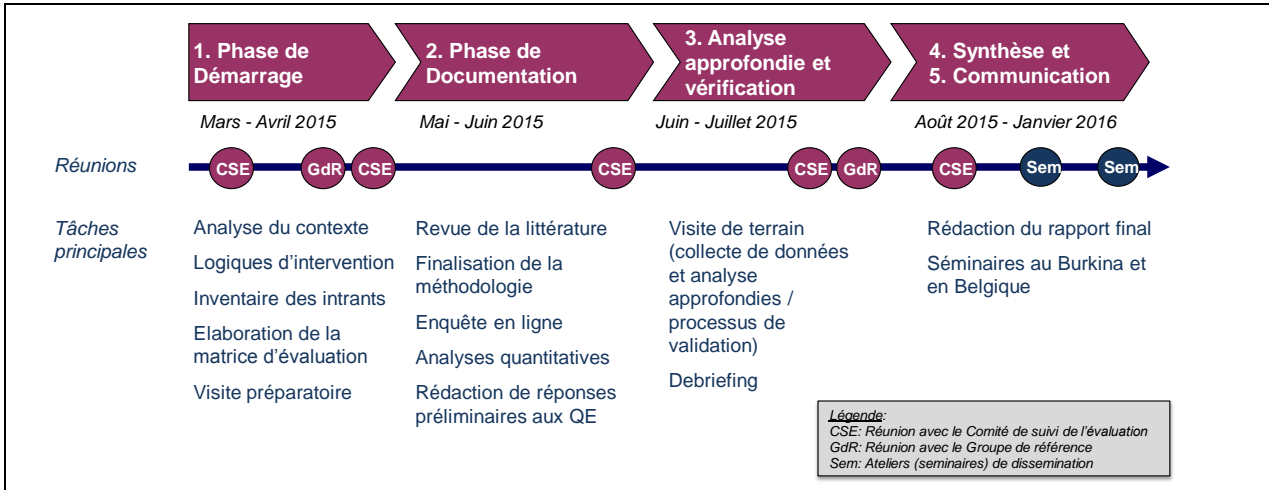 1. Phase de
Démarrage
2. Phase de
Documentation
3. Analyse
approfondie et
vérification
4. Synthèse et
5. Communication
Mars - Avril 2015
Mai - Juin 2015
Juin - Juillet 2015
Août 2015 - Janvier 2016
Réunions
CSE
GdR
CSE
CSE
CSE
GdR
CSE
Sem
Sem
Tâches
principales
Analyse du contexte
Logiques d'intervention
Inventaire des intrants
Elaboration de la
matrice d'évaluation
Visite préparatoire
Revue de la littérature
Finalisation de la
méthodologie
Enquête en ligne
Analyses quantitatives
Rédaction de réponses
préliminaires aux QE
Visite de terrain
(collecte de données
et analyse
approfondies /
processus de
validation)
Debriefing
Rédaction du rapport final
Séminaires au Burkina et
en Belgique
Légende:
CSE: Réunion avec le Comité de suivi de l'évaluation
GdR: Réunion avec le Groupe de référence
Sem: Ateliers (seminaires) de dissemination